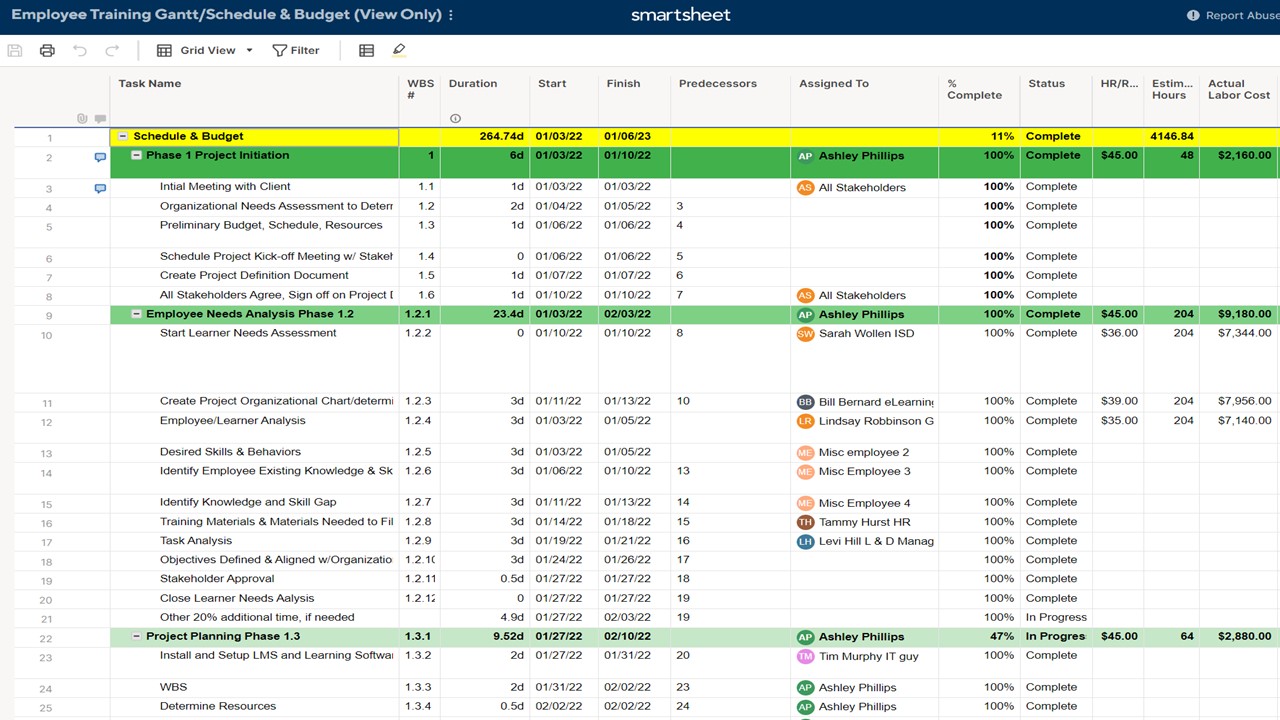 Employee Training Gantt/Schedule & Budget (View Only) smartsheet Report Abuse
Grid View Filter
Task Name WBS # Duration Start Finish Predecessors Assigned To % Complete Status HR/R... Estim... Hours Actual Labor Cost
1 Schedule & Budget 264.74d 01/03/22 01/06/23 11% Complete 4146.84
2 Phase 1 Project Initiation 1 6d 01/03/22 01/10/22 AP Ashley Phillips 100% Complete $45.00 48 $2,160.00
3 Intial Meeting with Client 1.1 1d 01/03/22 01/03/22 AS All Stakeholders 100% Complete
4 Organizational Needs Assessment to Deterr 1.2 2d 01/04/22 01/05/22 3 100% Complete
5 Preliminary Budget, Schedule, Resources 1.3 1d 01/06/22 01/06/22 4 100% Complete
6 Schedule Project Kick-off Meeting w/ Stakeh 1.4 0 01/06/22 01/06/22 5 100% Complete
7 Create Project Definition Document 1.5 1d 01/07/22 01/07/22 6 100% Complete
8 All Stakeholders Agree, Sign off on Project D 1.6 1d 01/10/22 01/10/22 7 AS All Stakeholders 100% Complete
9 Employee Needs Analysis Phase 1.2 1.2.1 23.4d 01/03/22 02/03/22 AP Ashley Phillips 100% Complete $45.00 204 $9,180.00
10 Start Learner Needs Assessment 1.2.2 0 01/10/22 01/10/22 8 SW Sarah Wollen ISD 100% Complete $36.00 204 $7,344.00
11 Create Project Organizational Chart/determi 1.2.3 3d 01/11/22 01/13/22 10 BB Bill Bernard eLearning 100% Complete $39.00 204 $7,956.00
12 Employee/Learner Analysis 1.2.4 3d 01/03/22 01/05/22 LR Lindsay Robbinson G 100% Complete $35.00 204 $7,140.00
13 Desired Skills & Behaviors 1.2.5 3d 01/03/22 01/05/22 ME Misc employee 2 100% Complete
14 Identify Employee Existing Knowledge & Sk 1.2.6 3d 01/06/22 01/10/22 13 ME Misc Employee 3 100% Complete
15 Identify Knowledge and Skill Gap 1.2.7 3d 01/11/22 01/13/22 14 ME Misc Employee 4 100% Complete
16 Training Materials & Materials Needed to Fil 1.2.8 3d 01/14/22 01/18/22 15 TH Tammy Hurst HR 100% Complete
17 Task Analysis 1.2.9 3d 01/19/22 01/21/22 16 LH Levi Hill L & D Manag 100% Complete
18 Objectives Defined & Aligned w/Organizatio 1.2.10 3d 01/24/22 01/26/22 17 100% Complete
19 Stakeholder Approval 1.2.11 0.5d 01/27/22 01/27/22 18 100% Complete
20 Close Learner Needs Aalysis 1.2.12 0 01/27/22 01/27/22 19 100% Complete
21 Other 20% additional time, if needed 4.9d 01/27/22 02/03/22 19 100% In Progress
22 Project Planning Phase 1.3 1.3.1 9.52d 01/27/22 02/10/22 AP Ashley Phillips 47% In Progres $45.00 64 $2,880.00
23 Install and Setup LMS and Learning Softwar 1.3.2 2d 01/27/22 01/31/22 20 TM Tim Murphy IT guy 100% Complete
24 WBS 1.3.3 2d 01/31/22 02/02/22 23 AP Ashley Phillips 100% Complete
25 Determine Resources 1.3.4 0.5d 02/02/22 02/02/22 24 AP Ashley Phillips 100% Complete